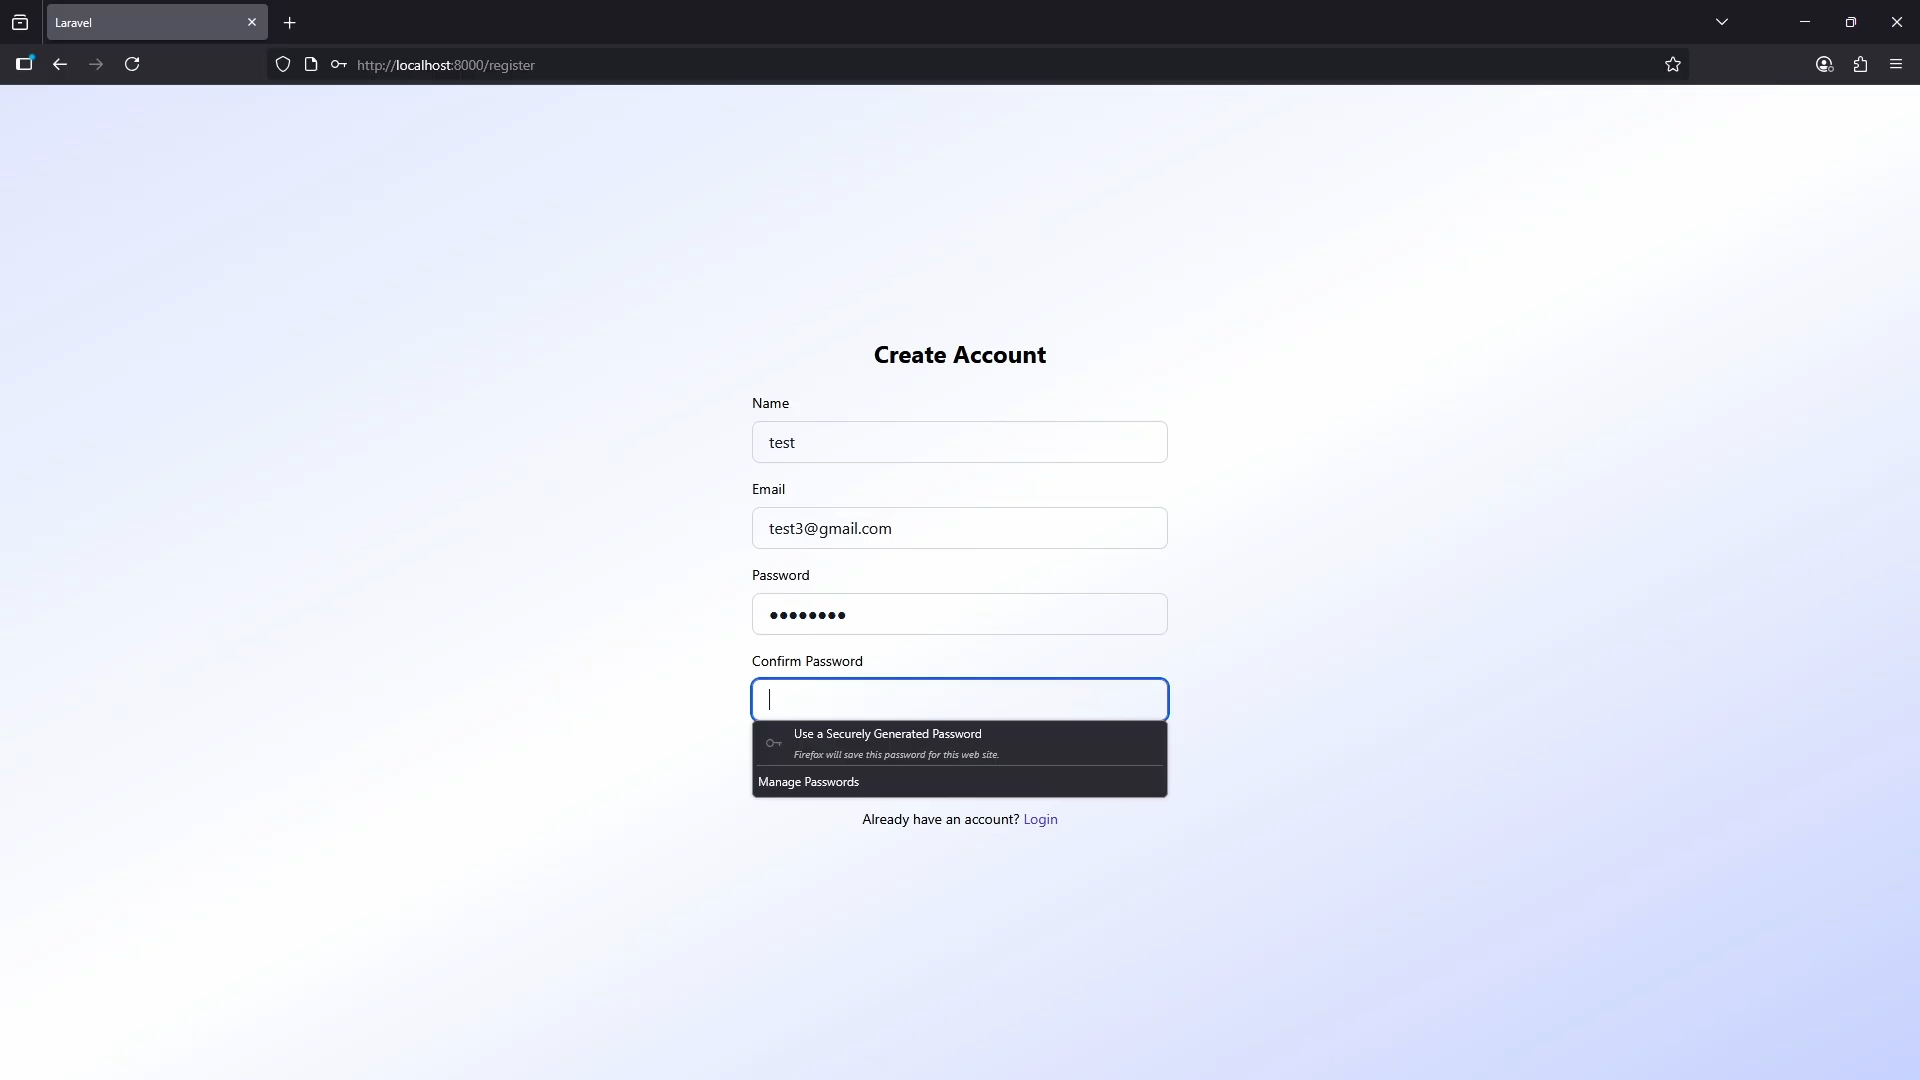 Laravel
http://localhost:8000/register
Create Account
Name
test
Email
test3@gmail.com
Password
••••••••
Confirm Password
Use a Securely Generated Password
Firefox will save this password for this web site.
Manage Passwords
Already have an account? Login